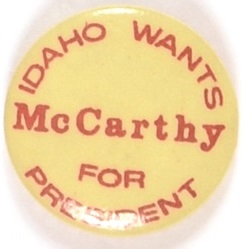 IDAHO WANTS
McCarthy
FOR
PRESIDENT